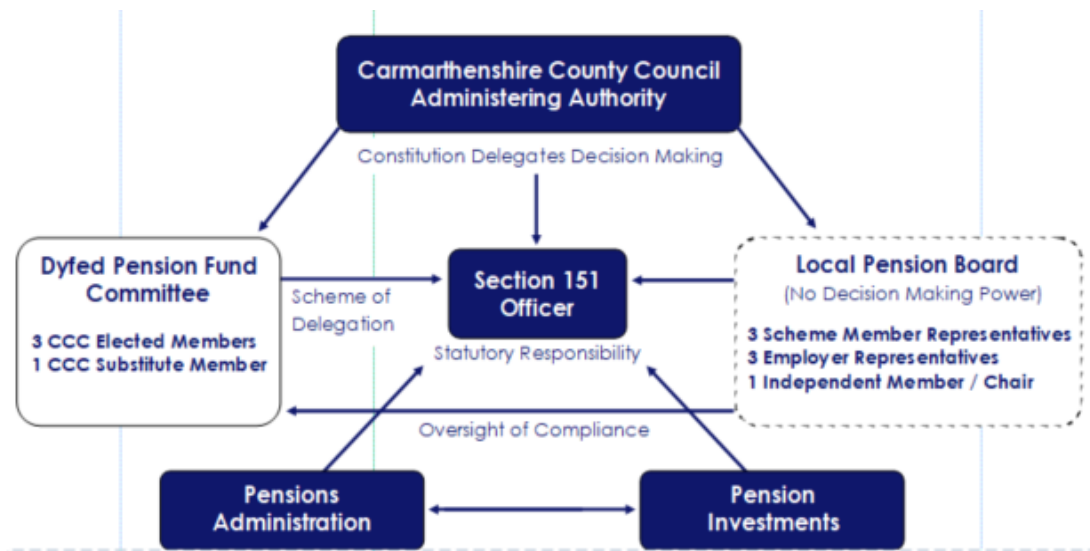 Carmarthenshire County Council
Administering Authority
Constitution Delegates Decision Making
Dyfed Pension Fund
Committee
3 CCC Elected Members
1 CCC Substitute Member
Scheme of
Delegation
Section 151
Officer
Statutory Responsibility
Local Pension Board
(No Decision Making Power)
3 Scheme Member Representatives
3 Employer Representatives
1 Independent Member / Chair
Oversight of Compliance
Pensions
Administration
Pension
Investments